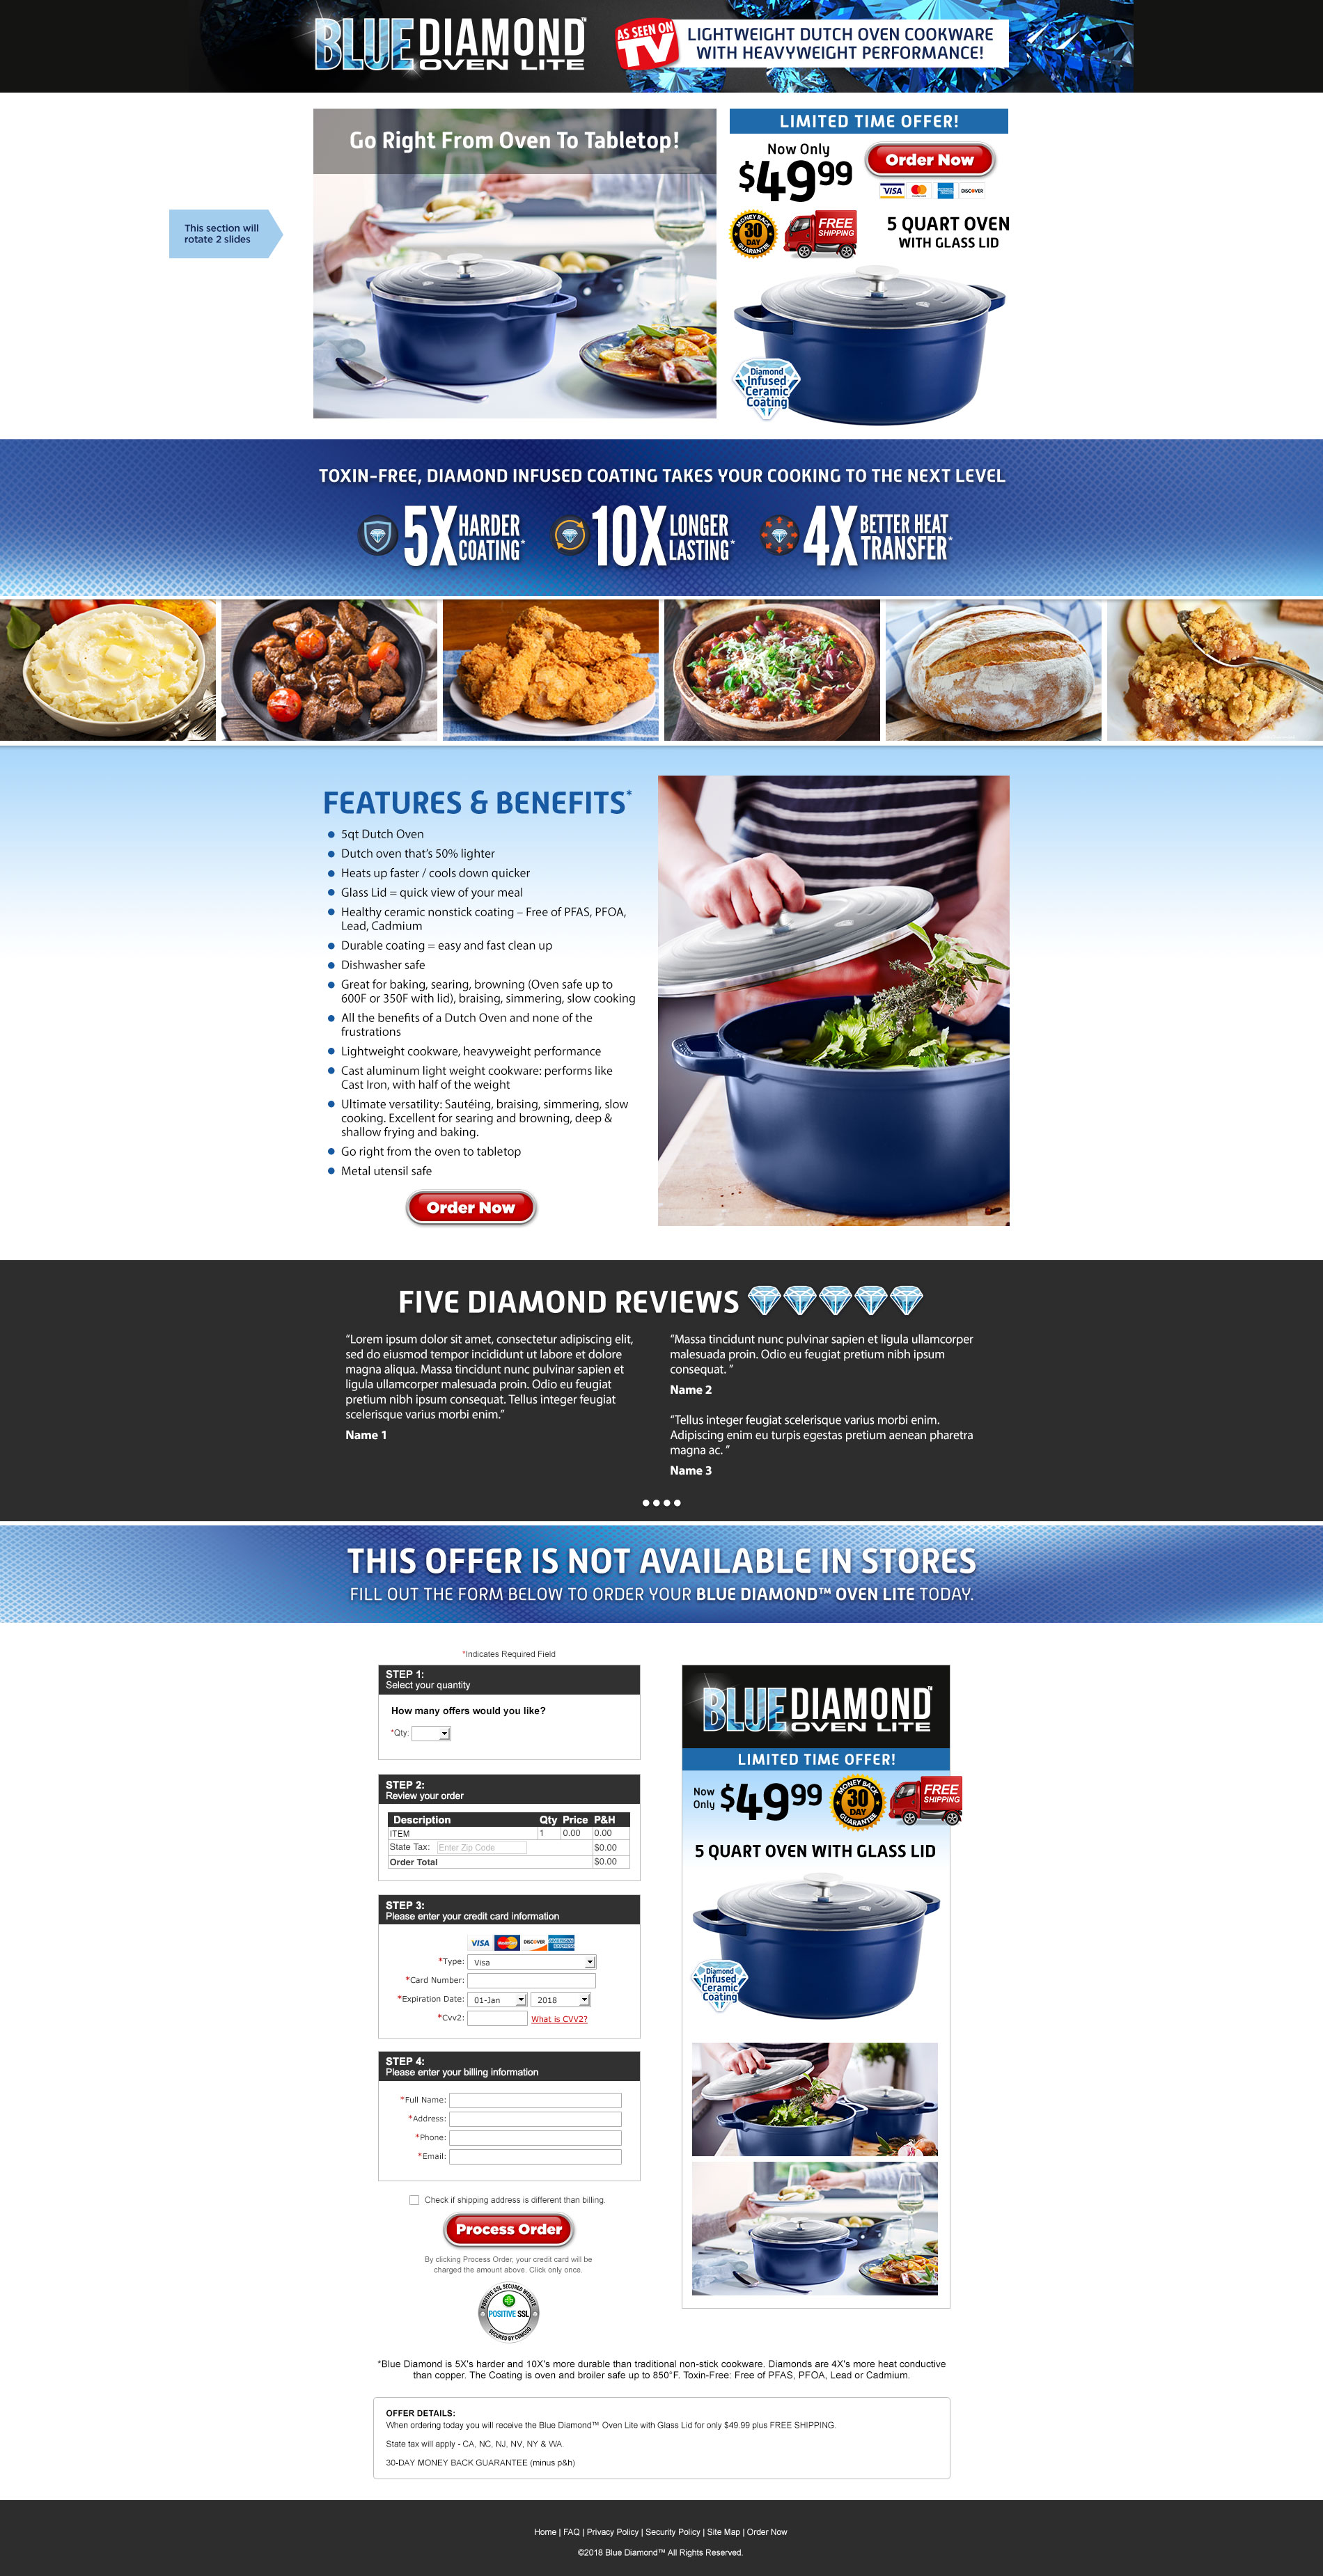 BLUE DIAMOND™
OVEN LITE
AS SEEN ON
TV
LIGHTWEIGHT DUTCH OVEN COOKWARE
WITH HEAVYWEIGHT PERFORMANCE!
Go Right From Oven To Tabletop!
This section will
rotate 2 slides
LIMITED TIME OFFER!
Now Only
$49.99
Order Now
VISA
DISCOVER
MONEY BACK
30
DAY
GUARANTEE
FREE
SHIPPING
5 QUART OVEN
WITH GLASS LID
Diamond
Infused
Ceramic
Coating
TOXIN-FREE, DIAMOND INFUSED COATING TAKES YOUR COOKING TO THE NEXT LEVEL
5X HARDER COATING*
10X LONGER LASTING*
4X BETTER HEAT TRANSFER*
FEATURES & BENEFITS*
5qt Dutch Oven
Dutch oven that's 50% lighter
Heats up faster / cools down quicker
Glass Lid = quick view of your meal
Healthy ceramic nonstick coating – Free of PFAS, PFOA,
Lead, Cadmium
Durable coating = easy and fast clean up
Dishwasher safe
Great for baking, searing, browning (Oven safe up to
600F or 350F with lid), braising, simmering, slow cooking
All the benefits of a Dutch Oven and none of the
frustrations
Lightweight cookware, heavyweight performance
Cast aluminum light weight cookware: performs like
Cast Iron, with half of the weight
Ultimate versatility: Sautéing, braising, simmering, slow
cooking. Excellent for searing and browning, deep &
shallow frying and baking.
Go right from the oven to tabletop
Metal utensil safe
Order Now
FIVE DIAMOND REVIEWS
“Lorem ipsum dolor sit amet, consectetur adipiscing elit,
sed do eiusmod tempor incididunt ut labore et dolore
magna aliqua. Massa tincidunt nunc pulvinar sapien et
ligula ullamcorper malesuada proin. Odio eu feugiat
pretium nibh ipsum consequat. Tellus integer feugiat
scelerisque varius morbi enim.”
Name 1
“Massa tincidunt nunc pulvinar sapien et ligula ullamcorper
malesuada proin. Odio eu feugiat pretium nibh ipsum
consequat. ”
Name 2
“Tellus integer feugiat scelerisque varius morbi enim.
Adipiscing enim eu turpis egestas pretium aenean pharetra
magna ac. ”
Name 3
THIS OFFER IS NOT AVAILABLE IN STORES
FILL OUT THE FORM BELOW TO ORDER YOUR BLUE DIAMOND™ OVEN LITE TODAY.
*Indicates Required Field
STEP 1:
Select your quantity
How many offers would you like?
*Qty:
STEP 2:
Review your order
Description Qty Price P&H
ITEM 1 0.00 0.00
State Tax: Enter Zip Code $0.00
Order Total $0.00
STEP 3:
Please enter your credit card information
VISA MasterCard DISCOVER AMERICAN EXPRESS
*Type: Visa
*Card Number:
*Expiration Date: 01-Jan 2018
*Cvv2: What is CVV2?
STEP 4:
Please enter your billing information
*Full Name:
*Address:
*Phone:
*Email:
Check if shipping address is different than billing.
Process Order
By clicking Process Order, your credit card will be
charged the amount above. Click only once.
POSITIVE SSL SECURED WEBSITE
POSITIVE SSL
SECURED BY COMODO
BLUE DIAMOND™
OVEN LITE
LIMITED TIME OFFER!
Now
Only
$49.99
MONEY BACK
30
DAY
GUARANTEE
FREE
SHIPPING
5 QUART OVEN WITH GLASS LID
Diamond
Infused
Ceramic
Coating
*Blue Diamond is 5X's harder and 10X's more durable than traditional non-stick cookware. Diamonds are 4X's more heat conductive
than copper. The Coating is oven and broiler safe up to 850°F. Toxin-Free: Free of PFAS, PFOA, Lead or Cadmium.
OFFER DETAILS:
When ordering today you will receive the Blue Diamond™ Oven Lite with Glass Lid for only $49.99 plus FREE SHIPPING.
State tax will apply - CA, NC, NJ, NV, NY & WA.
30-DAY MONEY BACK GUARANTEE (minus p&h)
Home | FAQ | Privacy Policy | Security Policy | Site Map | Order Now
©2018 Blue Diamond™ All Rights Reserved.